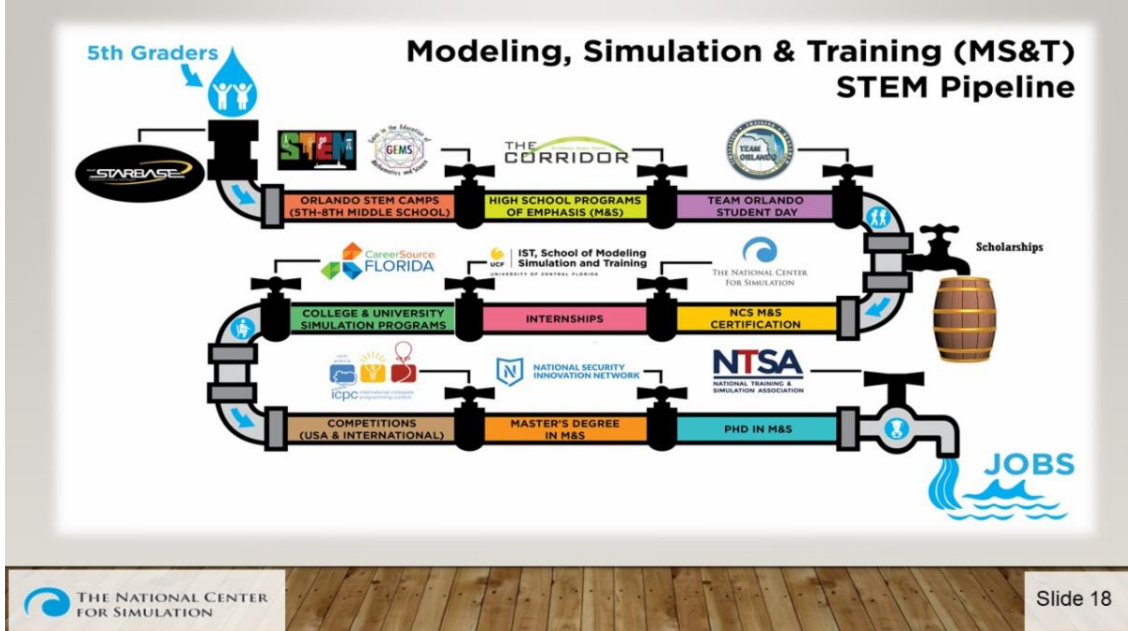 5th Graders
Modeling, Simulation & Training (MS&T)
STEM Pipeline
STARBASE
STEM
GEMS
THE
CORRIDOR
TEAM
ORLANDO
ORLANDO STEM CAMPS
(5TH-8TH MIDDLE SCHOOL)
HIGH SCHOOL PROGRAMS
OF EMPHASIS (M&S)
TEAM ORLANDO
STUDENT DAY
Scholarships
CareerSource
FLORIDA
UCF
IST, School of Modeling
Simulation and Training
UNIVERSITY OF CENTRAL FLORIDA
THE NATIONAL CENTER
FOR SIMULATION
COLLEGE & UNIVERSITY
SIMULATION PROGRAMS
INTERNSHIPS
NCS M&S
CERTIFICATION
icpc
international collegiate
programming contest
N
NATIONAL SECURITY
INNOVATION NETWORK
NTSA
NATIONAL TRAINING &
SIMULATION ASSOCIATION
COMPETITIONS
(USA & INTERNATIONAL)
MASTER'S DEGREE
IN M&S
PHD IN M&S
JOBS
THE NATIONAL CENTER
FOR SIMULATION
Slide 18